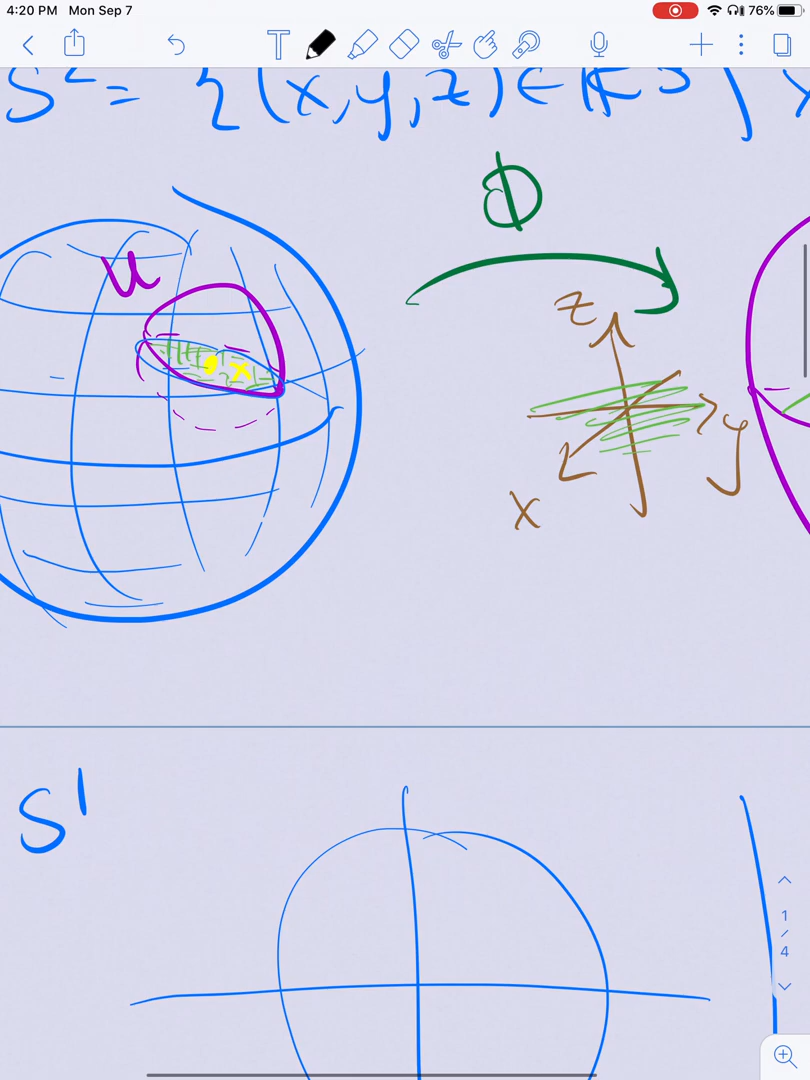 4:20 PM Mon Sep 7
76%
T
S² = {(x,y,z) ∈ ℝ³ |
Φ
U
z
x
y
x
S¹
1
/
4